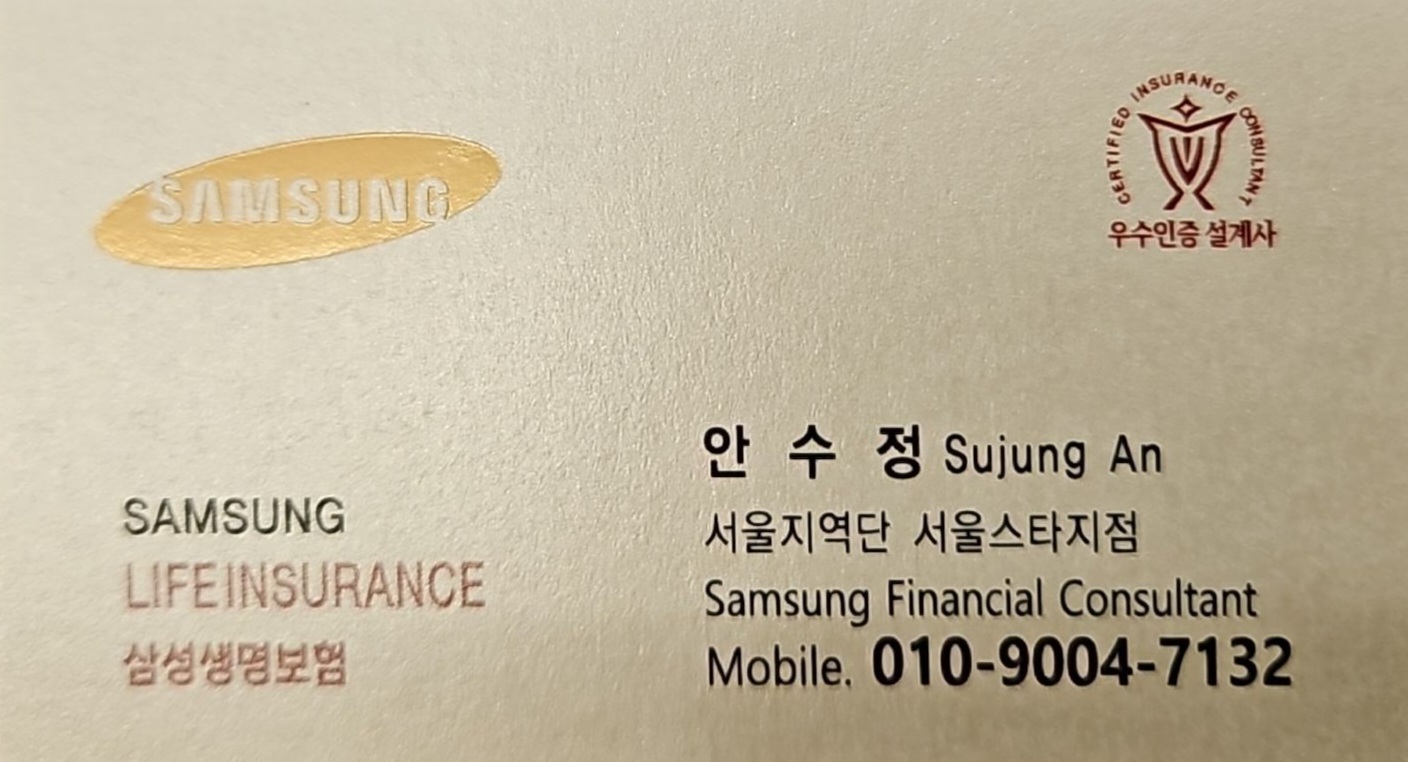 SAMSUNG
CERTIFIED INSURANCE CONSULTANT
우수인증 설계사
안 수 정 Sujung An
서울지역단 서울스타지점
Samsung Financial Consultant
Mobile. 010-9004-7132
SAMSUNG
LIFE INSURANCE
삼성생명보험